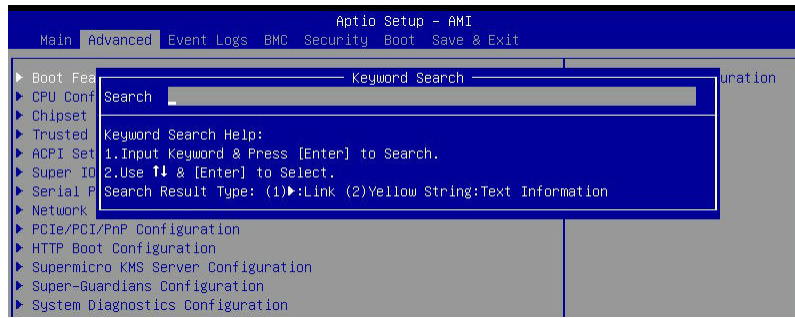 Aptio Setup - AMI
Main Advanced Event Logs BMC Security Boot Save & Exit
▶ Boot Fea
Keyword Search
uration
▶ CPU Conf
Search
▶ Chipset
▶ Trusted
Keyword Search Help:
▶ ACPI Set
1.Input Keyword & Press [Enter] to Search.
▶ Super IO
2.Use ↑↓ & [Enter] to Select.
▶ Serial P
Search Result Type: (1)▶:Link (2)Yellow String:Text Information
▶ Network
▶ PCIe/PCI/PnP Configuration
▶ HTTP Boot Configuration
▶ Supermicro KMS Server Configuration
▶ Super-Guardians Configuration
▶ System Diagnostics Configuration